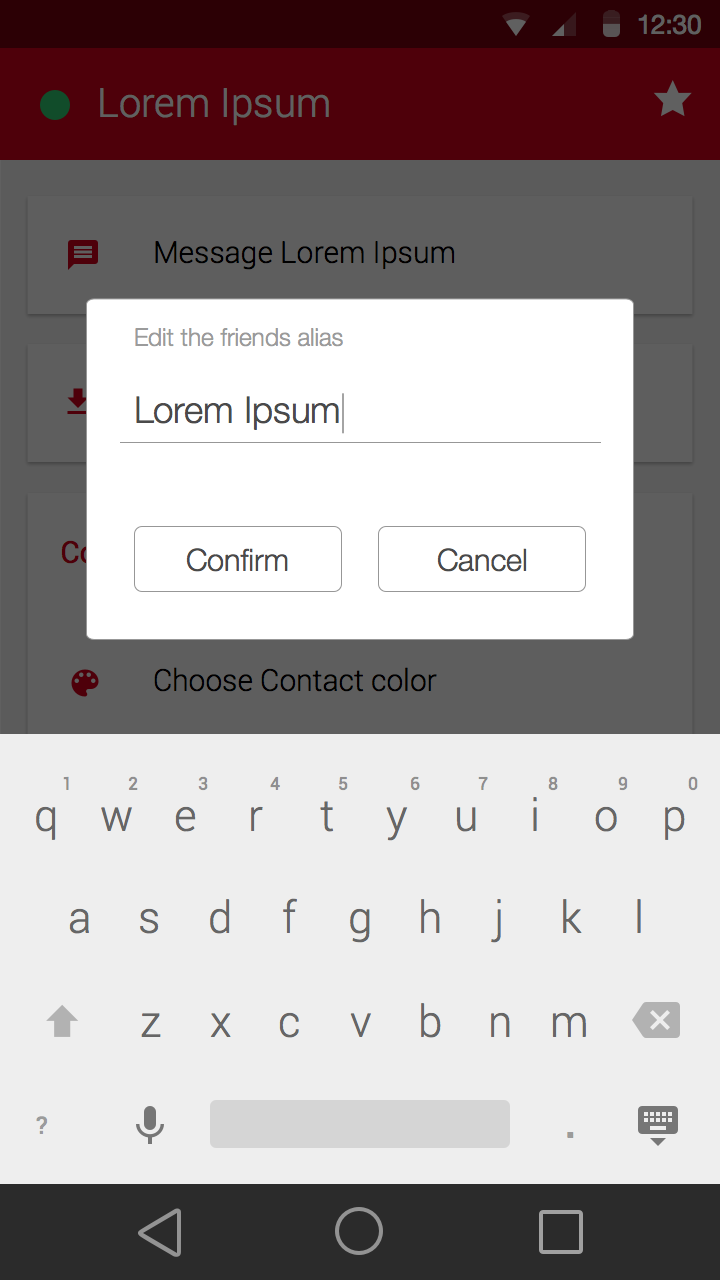 12:30
Lorem Ipsum
Message Lorem Ipsum
Edit the friends alias
Lorem Ipsum
Co
Confirm Cancel
Choose Contact color
1 2 3 4 5 6 7 8 9 0
q w e r t y u i o p
a s d f g h j k l
z x c v b n m
? .